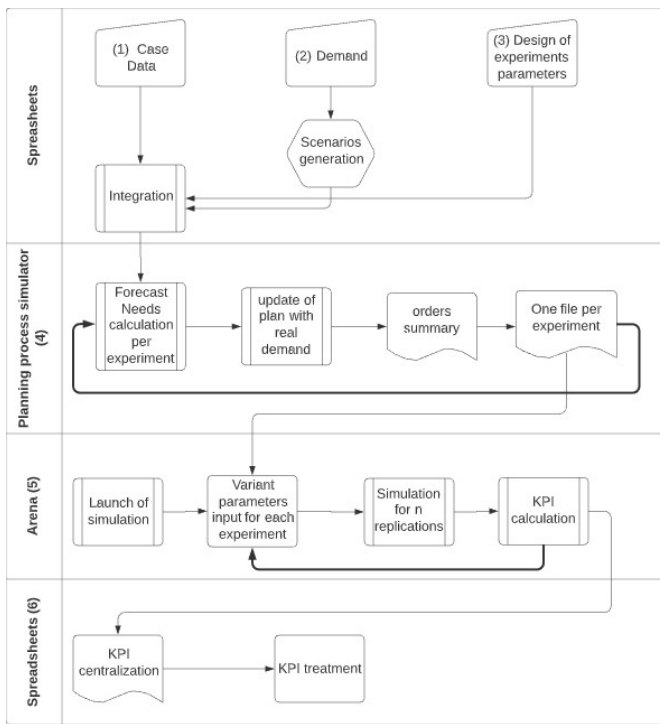 Spreasheets
(1) Case
Data
(2) Demand
(3) Design of
experiments
parameters
Scenarios
generation
Integration
Planning process simulator
(4)
Forecast
Needs
calculation
per
experiment
update of
plan with
real
demand
orders
summary
One file per
experiment
Arena (5)
Launch of
simulation
Variant
parameters
input for each
experiment
Simulation
for n
replications
KPI
calculation
Spreadsheets (6)
KPI
centralization
KPI treatment